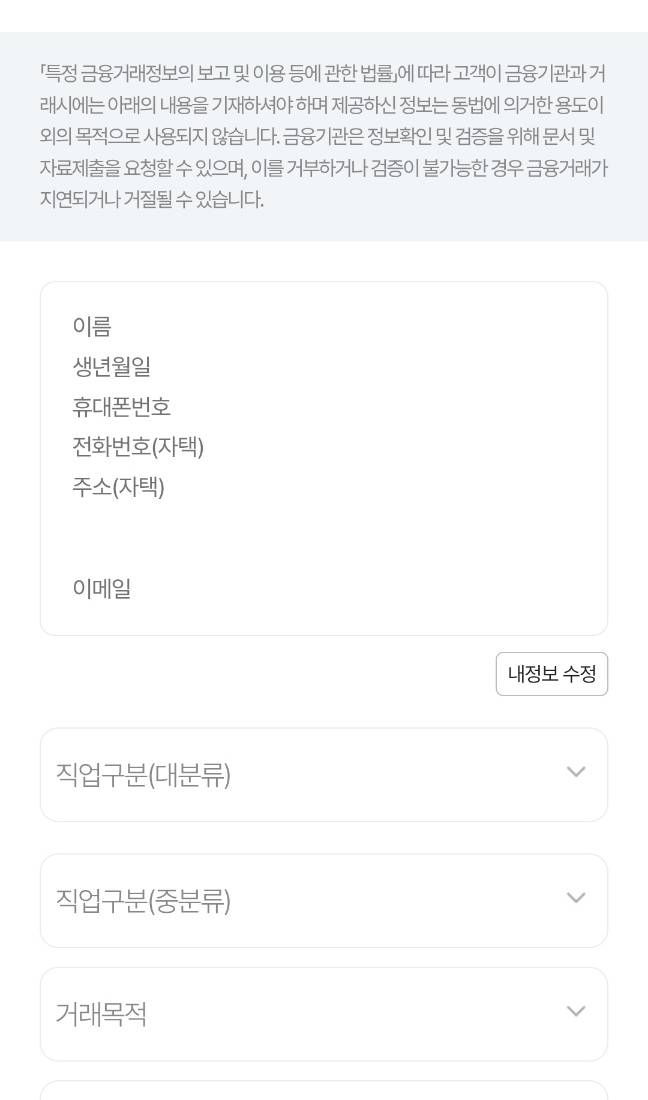 「특정 금융거래정보의 보고 및 이용 등에 관한 법률」에 따라 고객이 금융기관과 거
래시에는 아래의 내용을 기재하셔야 하며 제공하신 정보는 동법에 의거한 용도이
외의 목적으로 사용되지 않습니다. 금융기관은 정보확인 및 검증을 위해 문서 및
자료제출을 요청할 수 있으며, 이를 거부하거나 검증이 불가능한 경우 금융거래가
지연되거나 거절될 수 있습니다.
이름
생년월일
휴대폰번호
전화번호(자택)
주소(자택)
이메일
내정보 수정
직업구분(대분류)
직업구분(중분류)
거래목적